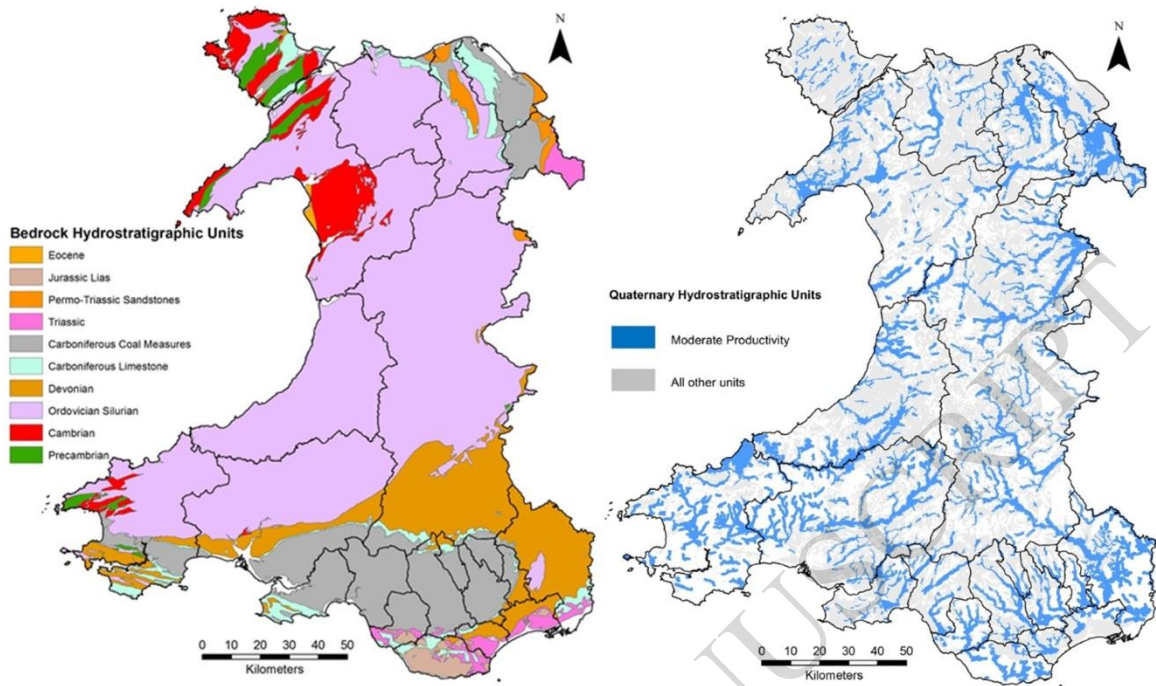 N
Bedrock Hydrostratigraphic Units
Eocene
Jurassic Lias
Permo-Triassic Sandstones
Triassic
Carboniferous Coal Measures
Carboniferous Limestone
Devonian
Ordovician Silurian
Cambrian
Precambrian
0 10 20 30 40 50
Kilometers
N
Quaternary Hydrostratigraphic Units
Moderate Productivity
All other units
0 10 20 30 40 50
Kilometers
NUSCRIPT